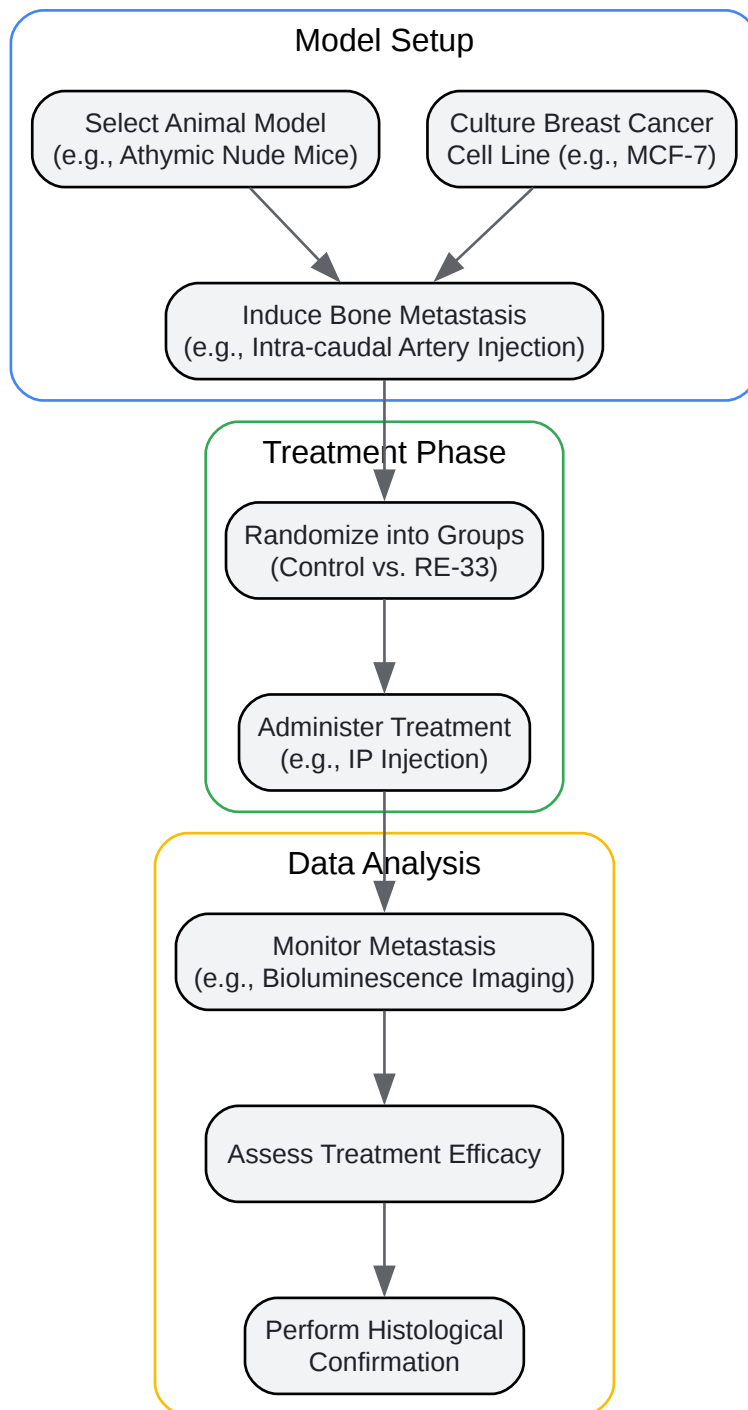 Model Setup
Select Animal Model
(e.g., Athymic Nude Mice)
Culture Breast Cancer
Cell Line (e.g., MCF-7)
Induce Bone Metastasis
(e.g., Intra-caudal Artery Injection)
Treatment Phase
Randomize into Groups
(Control vs. RE-33)
Administer Treatment
(e.g., IP Injection)
Data Analysis
Monitor Metastasis
(e.g., Bioluminescence Imaging)
Assess Treatment Efficacy
Perform Histological
Confirmation